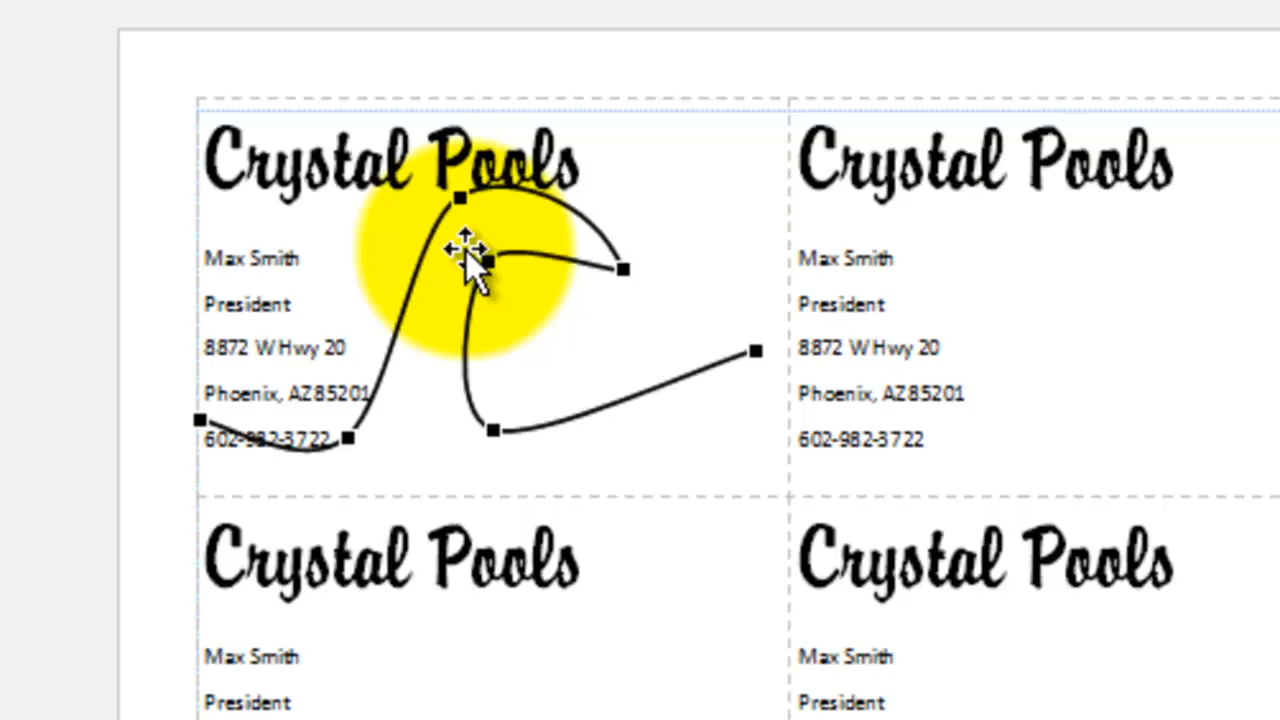 Crystal Pools
Max Smith
President
8872 W Hwy 20
Phoenix, AZ 85201
602-982-3722
Crystal Pools
Max Smith
President
8872 W Hwy 20
Phoenix, AZ 85201
602-982-3722
Crystal Pools
Max Smith
President
Crystal Pools
Max Smith
President